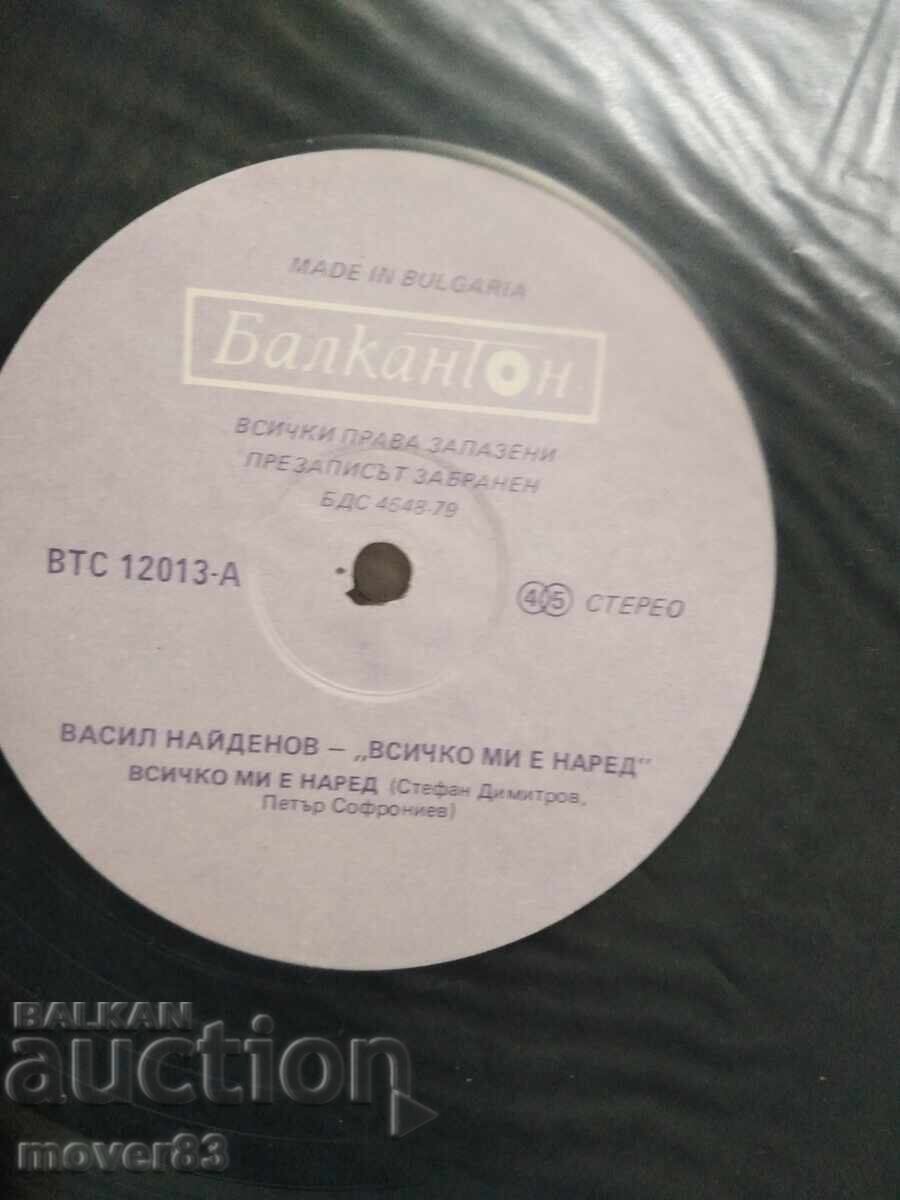 MADE IN BULGARIA
Балкантон
ВСИЧКИ ПРАВА ЗАПАЗЕНИ
ПРЕЗАПИСЪТ ЗАБРАНЕН
БДС 4648-79
ВТС 12013-А
45 СТЕРЕО
ВАСИЛ НАЙДЕНОВ – „ВСИЧКО МИ Е НАРЕД"
ВСИЧКО МИ Е НАРЕД (Стефан Димитров,
Петър Софрониев)
BALKAN
auction
mover83